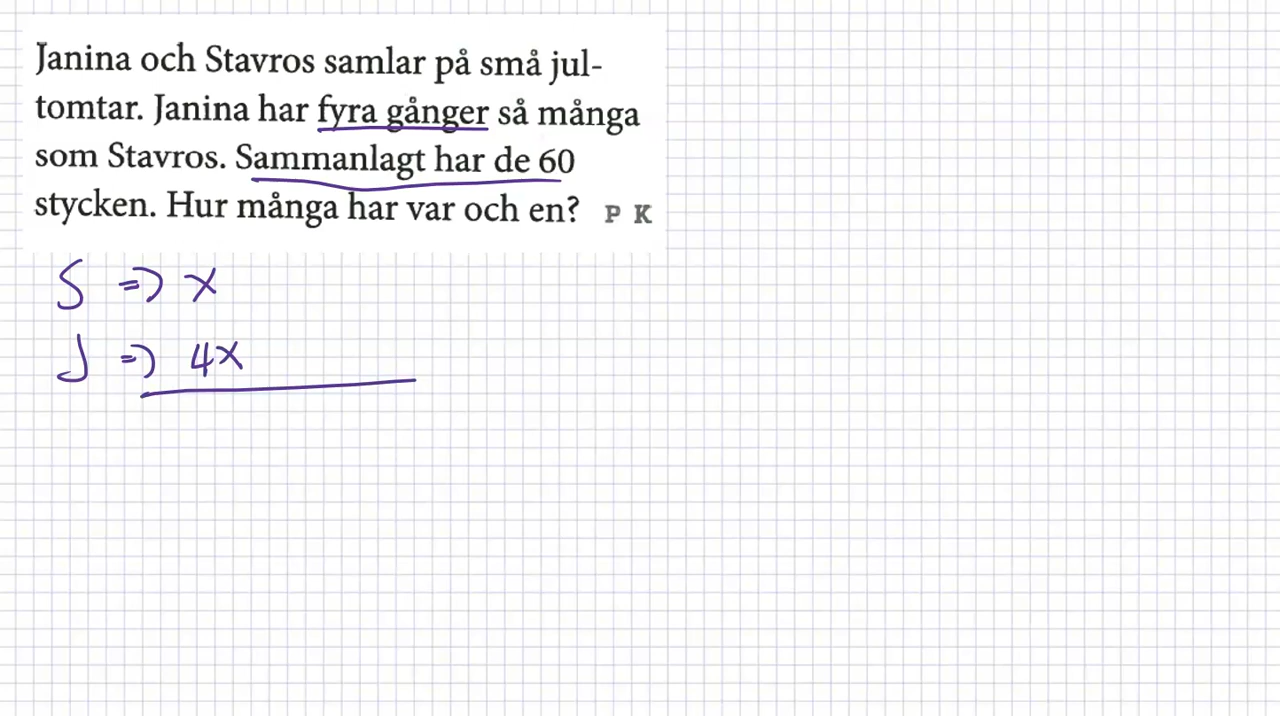 Janina och Stavros samlar på små jul-
tomtar. Janina har fyra gånger så många
som Stavros. Sammanlagt har de 60
stycken. Hur många har var och en? P K
S => x
J => 4x